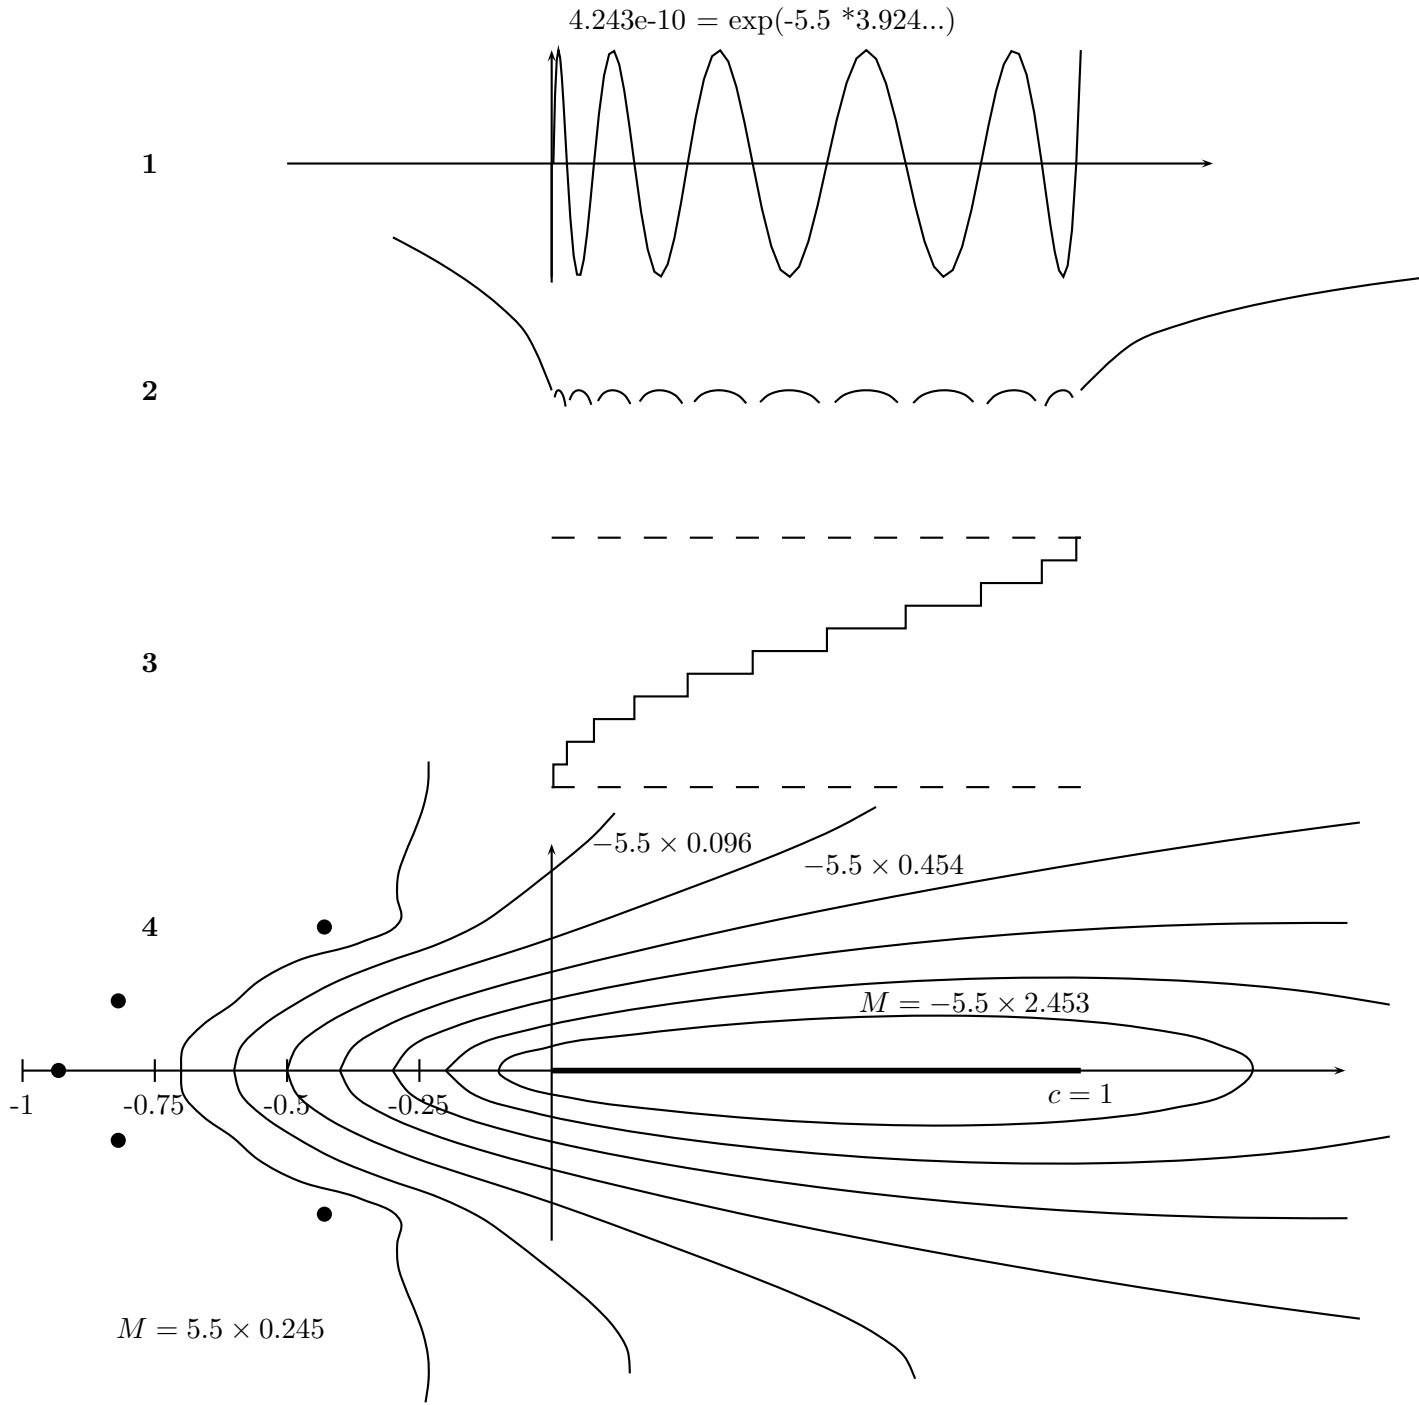 4.243e-10 = exp(-5.5 *3.924...)
1
2
3
−5.5 × 0.096
−5.5 × 0.454
4
M = −5.5 × 2.453
c = 1
-1 -0.75 -0.5 -0.25
M = 5.5 × 0.245